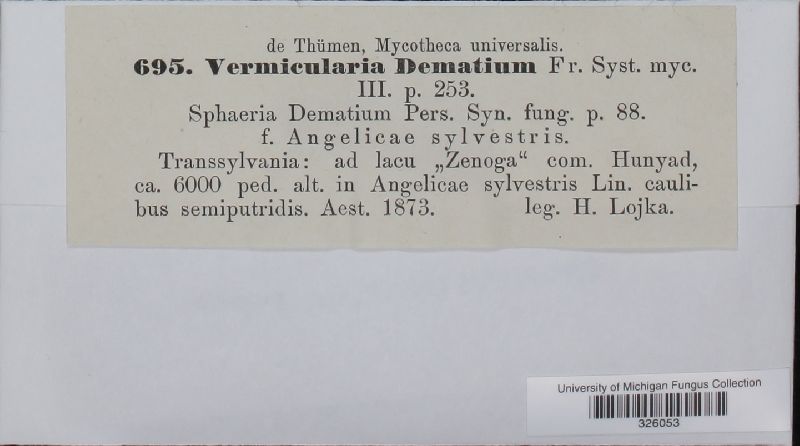 de Thümen, Mycotheca universalis.
695. Vermicularia Dematium Fr. Syst. myc.
III. p. 253.
Sphaeria Dematium Pers. Syn. fung. p. 88.
f. Angelicae sylvestris.
Transsylvania: ad lacu „Zenoga“ com. Hunyad,
ca. 6000 ped. alt. in Angelicae sylvestris Lin. cauli-
bus semiputridis. Aest. 1873. leg. H. Lojka.
University of Michigan Fungus Collection
326053